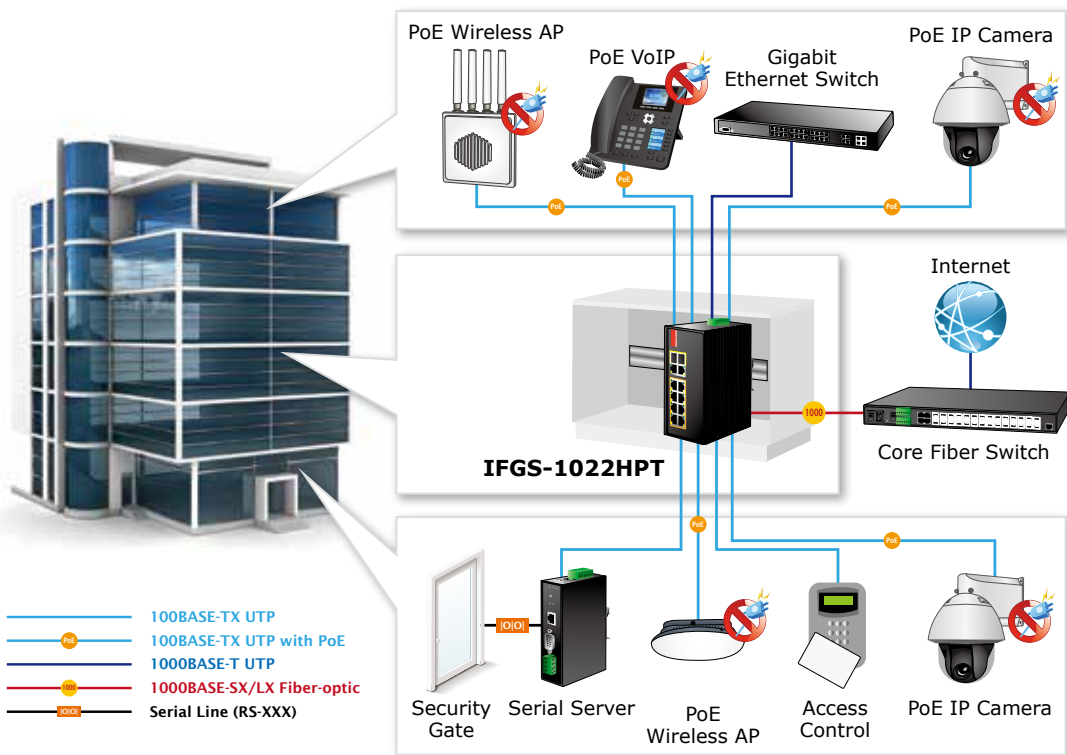 PoE Wireless AP
PoE VoIP
Gigabit
Ethernet Switch
PoE IP Camera
PoE
PoE
PoE
Internet
1000
Core Fiber Switch
IFGS-1022HPT
PoE
PoE
100BASE-TX UTP
PoE
100BASE-TX UTP with PoE
1000BASE-T UTP
1000
1000BASE-SX/LX Fiber-optic
|O|O|
Serial Line (RS-XXX)
|O|O|
Security
Gate
Serial Server
PoE
Wireless AP
Access
Control
PoE IP Camera